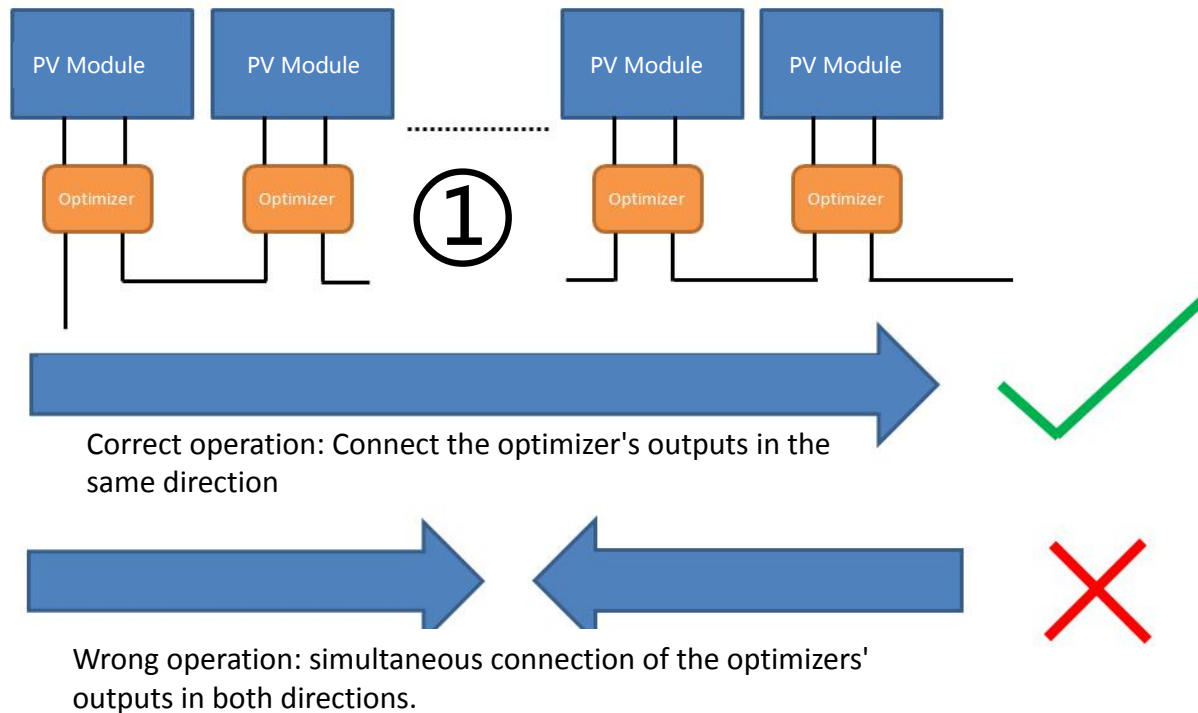 PV Module PV Module PV Module PV Module
Optimizer Optimizer Optimizer Optimizer
①
Correct operation: Connect the optimizer's outputs in the
same direction
Wrong operation: simultaneous connection of the optimizers'
outputs in both directions.